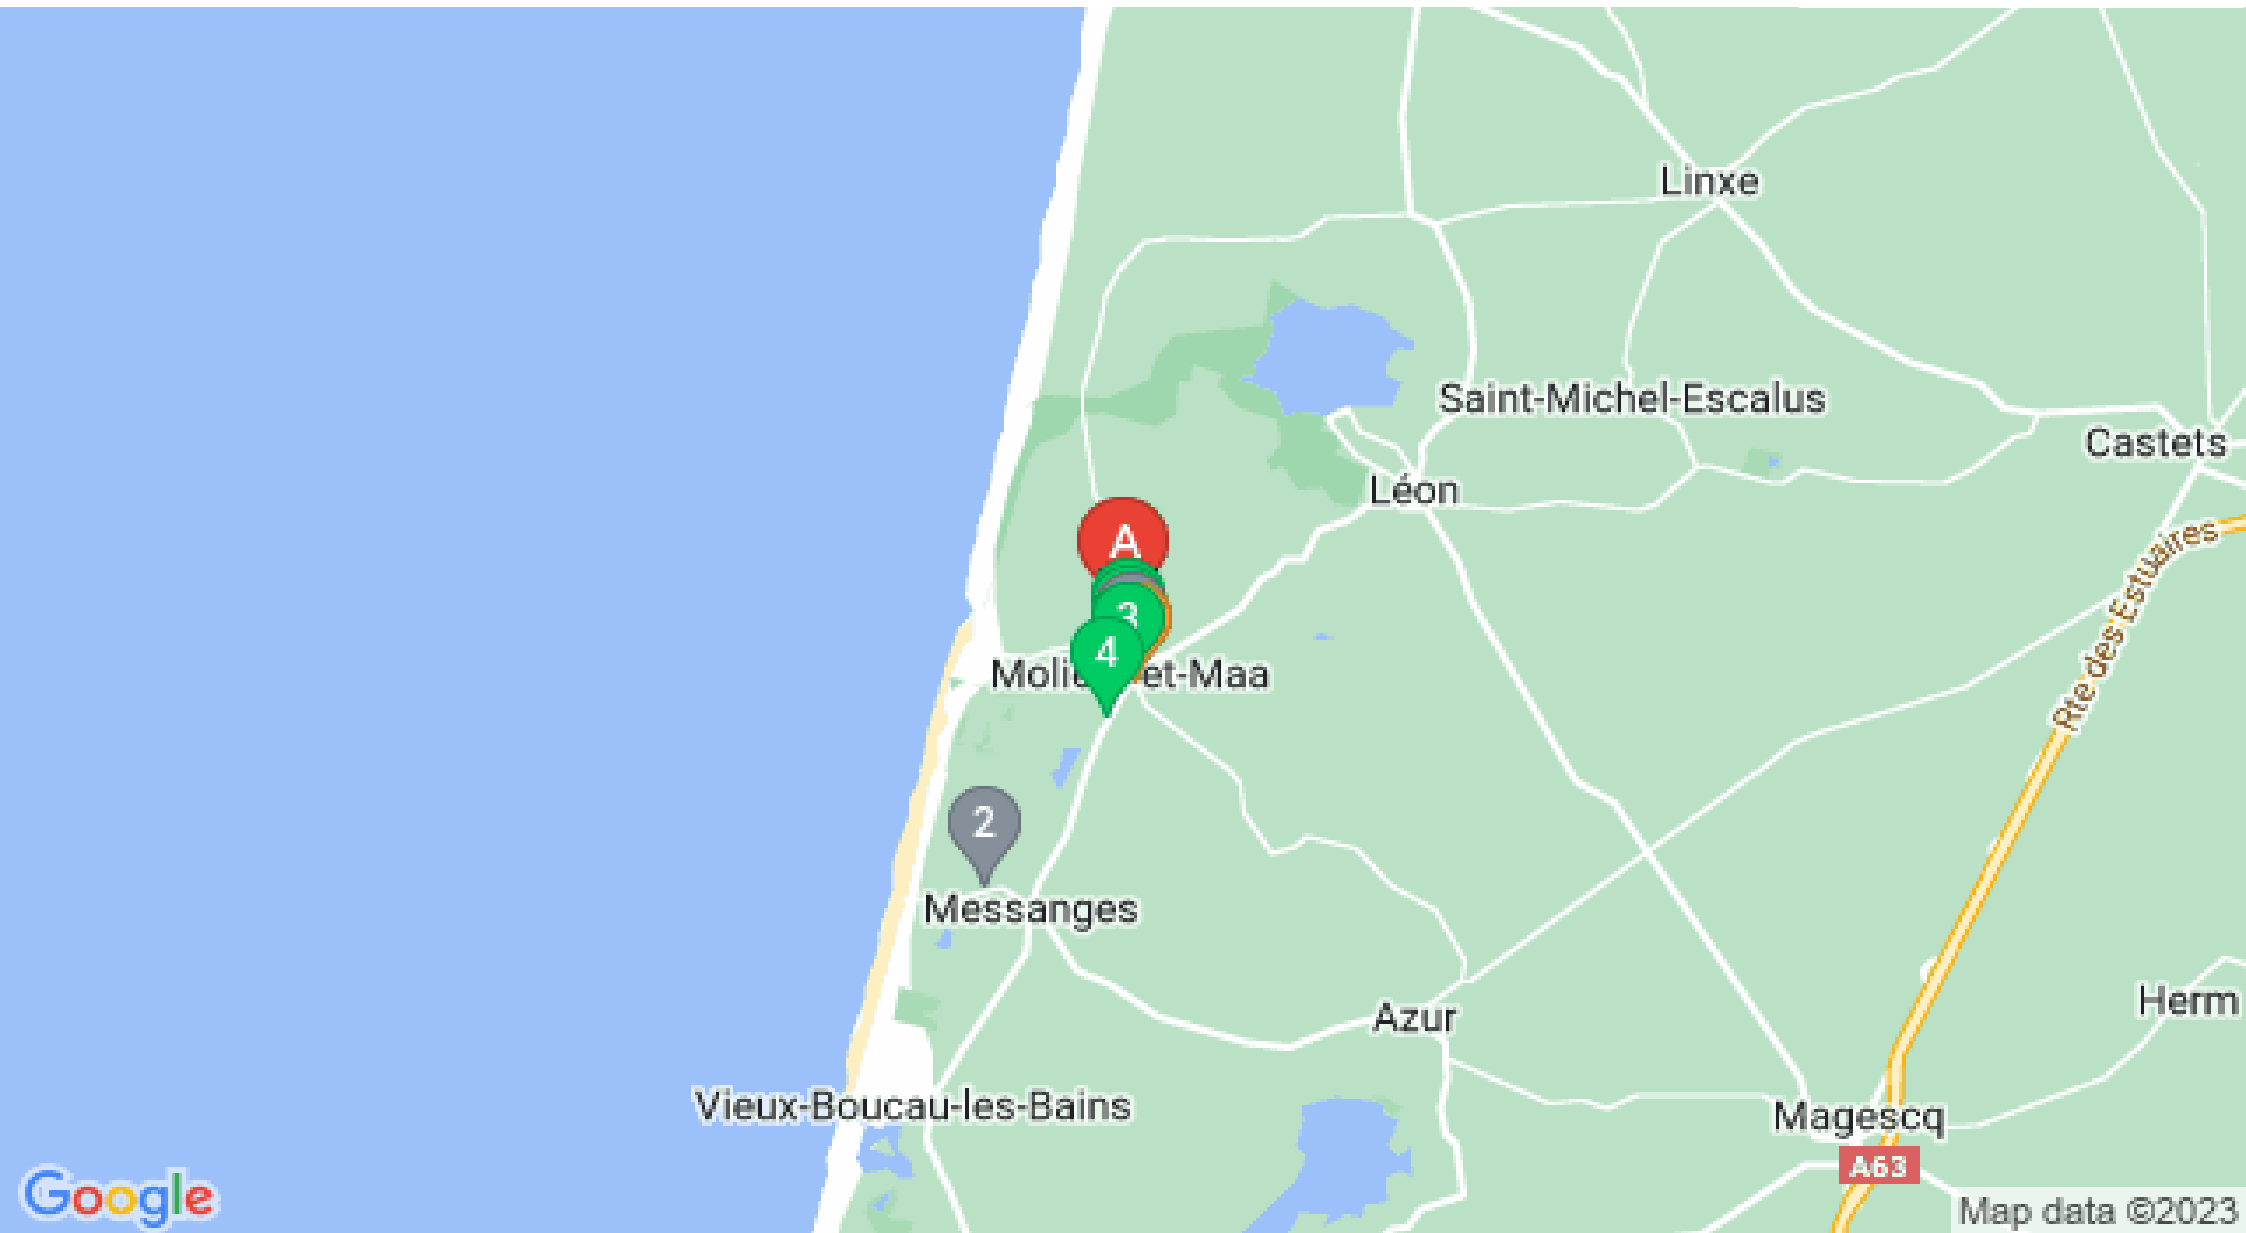 Linxe
Saint-Michel-Escalus
Castets
Léon
A
Rte des Estuaires
3
4
et-Maa
2
Messanges
Herm
Azur
Vieux-Boucau-les-Bains
Magescq
A63
Google
Map data ©2023